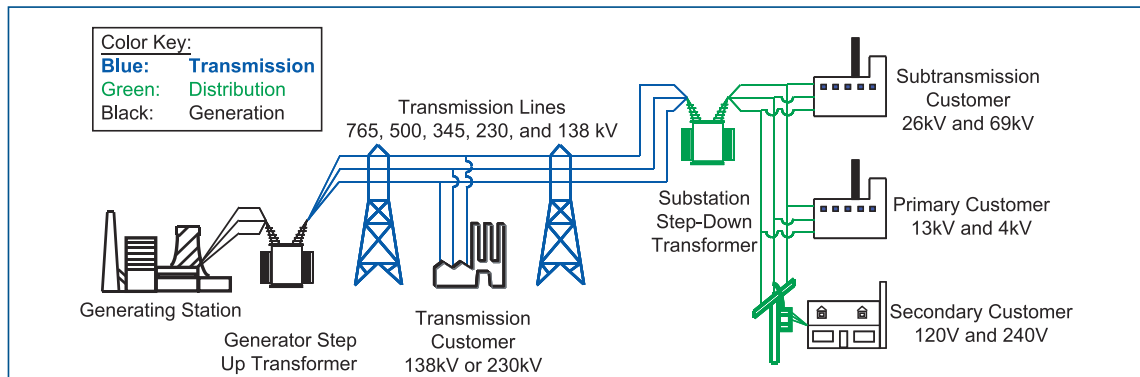 Color Key:
Blue: Transmission
Green: Distribution
Black: Generation
Transmission Lines
765, 500, 345, 230, and 138 kV
Subtransmission
Customer
26kV and 69kV
Substation
Step-Down
Transformer
Primary Customer
13kV and 4kV
Generating Station
Generator Step
Up Transformer
Transmission
Customer
138kV or 230kV
Secondary Customer
120V and 240V